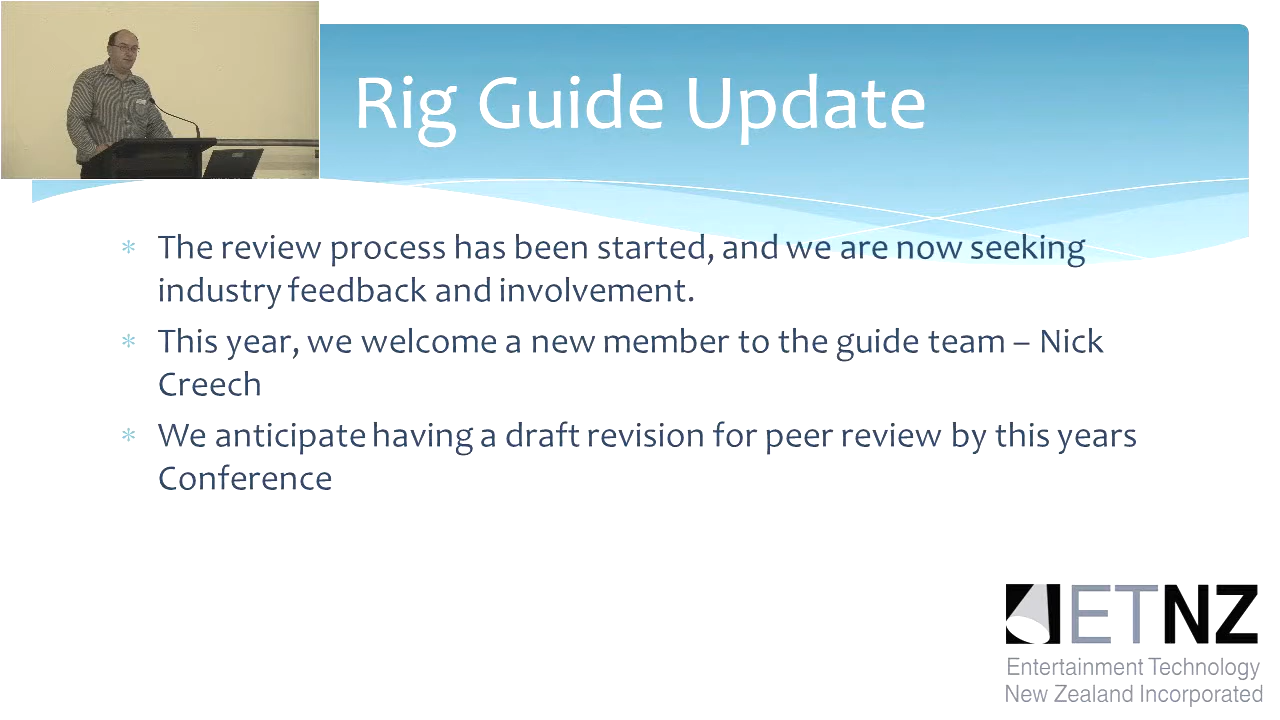 Rig Guide Update
* The review process has been started, and we are now seeking
industry feedback and involvement.
* This year, we welcome a new member to the guide team – Nick
Creech
* We anticipate having a draft revision for peer review by this years
Conference
ETNZ
Entertainment Technology
New Zealand Incorporated